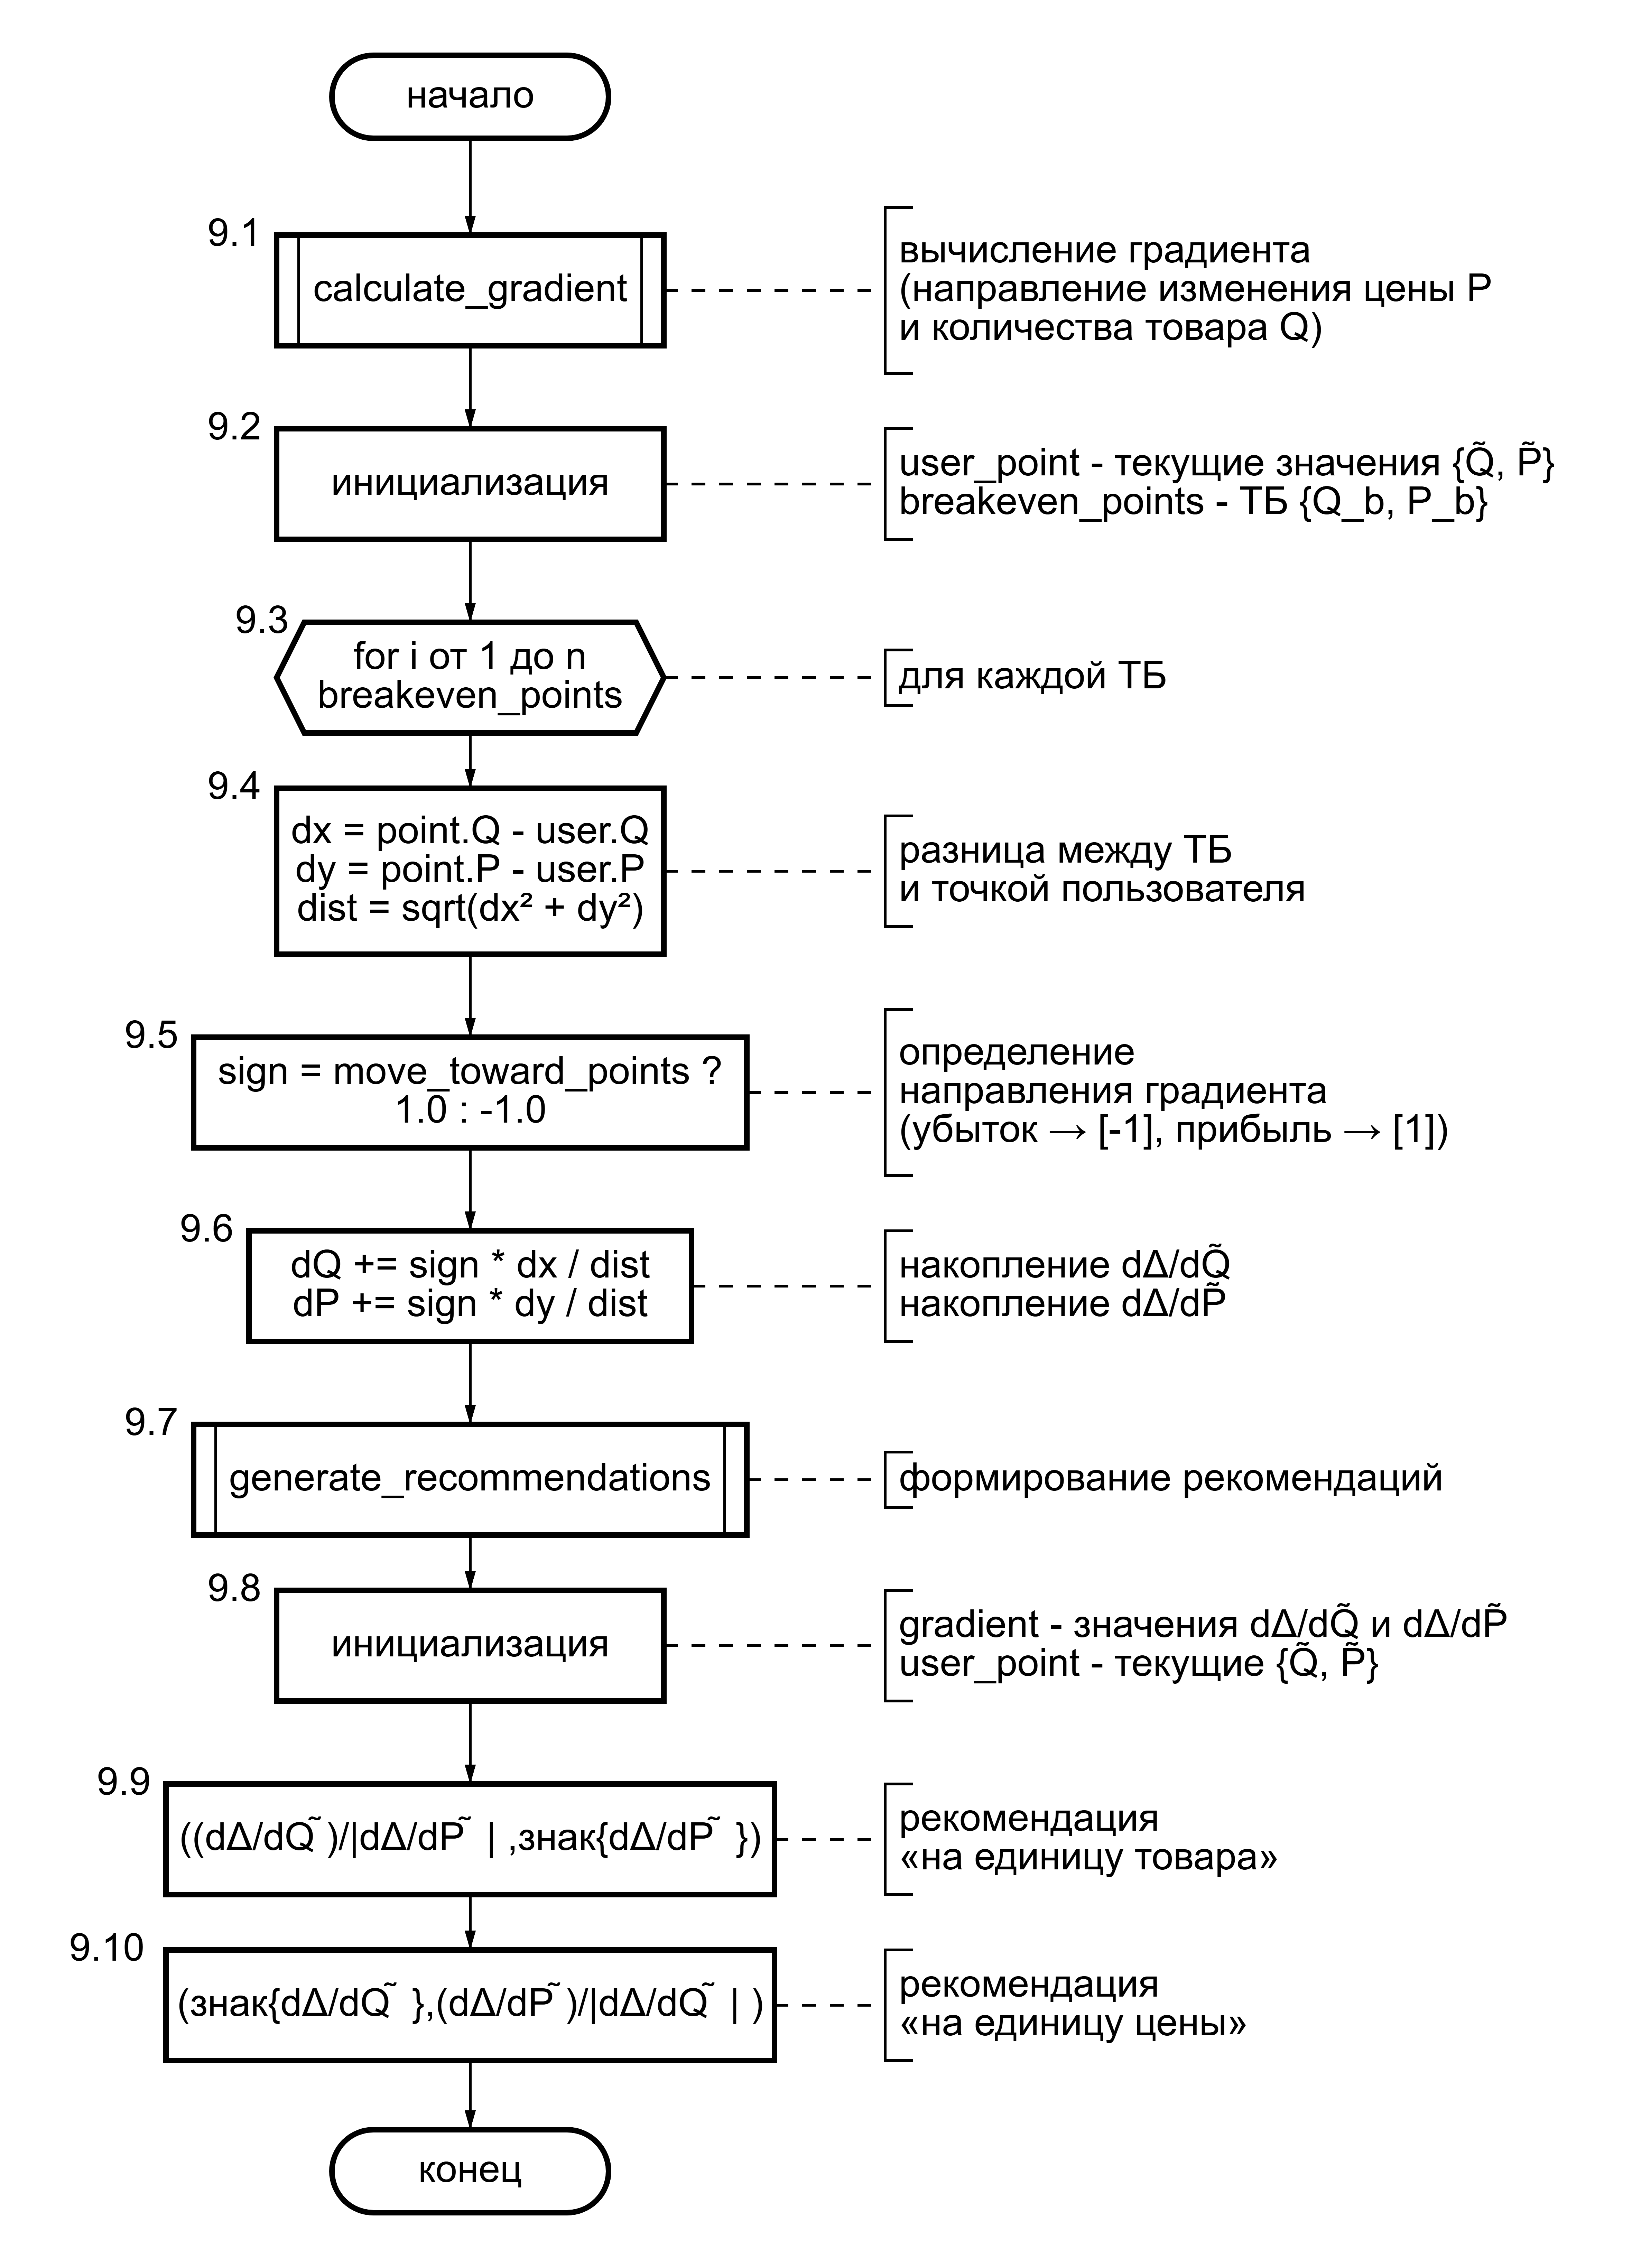 начало
9.1
calculate_gradient
вычисление градиента
(направление изменения цены P
и количества товара Q)
9.2
инициализация
user_point - текущие значения {Q̃, P̃}
breakeven_points - ТБ {Q_b, P_b}
9.3
for i от 1 до n
breakeven_points
для каждой ТБ
9.4
dx = point.Q - user.Q
dy = point.P - user.P
dist = sqrt(dx² + dy²)
разница между ТБ
и точкой пользователя
9.5
sign = move_toward_points ?
1.0 : -1.0
определение
направления градиента
(убыток → [-1], прибыль → [1])
9.6
dQ += sign * dx / dist
dP += sign * dy / dist
накопление dΔ/dQ̃
накопление dΔ/dP̃
9.7
generate_recommendations
формирование рекомендаций
9.8
инициализация
gradient - значения dΔ/dQ̃ и dΔ/dP̃
user_point - текущие {Q̃, P̃}
9.9
((dΔ/dQ ̃ )/|dΔ/dP ̃ | ,знак{dΔ/dP ̃ })
рекомендация
«на единицу товара»
9.10
(знак{dΔ/dQ ̃ },(dΔ/dP ̃ )/|dΔ/dQ ̃ | )
рекомендация
«на единицу цены»
конец